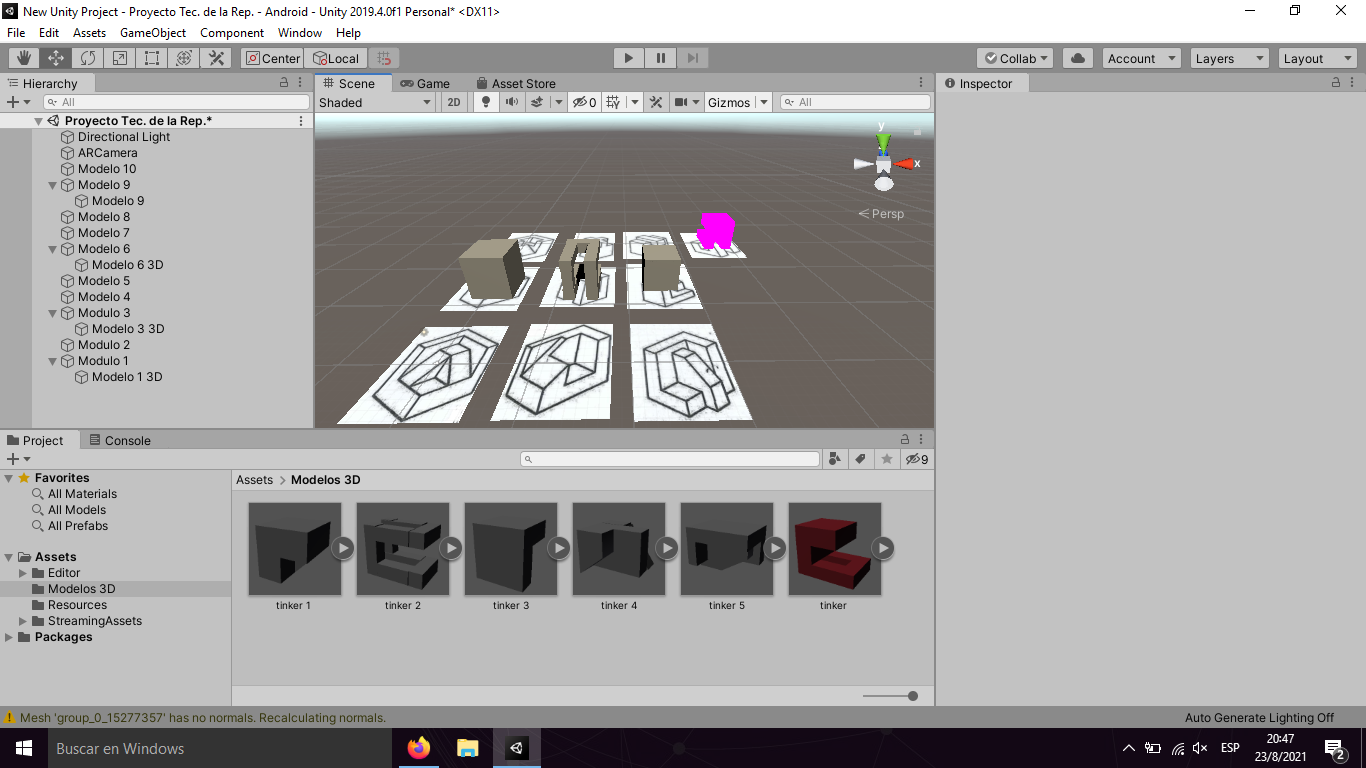 New Unity Project - Proyecto Tec. de la Rep. - Android - Unity 2019.4.0f1 Personal* <DX11>
File Edit Assets GameObject Component Window Help
Center Local Collab Account Layers Layout
Hierarchy
All
Proyecto Tec. de la Rep.*
Directional Light
ARCamera
Modelo 10
Modelo 9
Modelo 9
Modelo 8
Modelo 7
Modelo 6
Modelo 6 3D
Modelo 5
Modelo 4
Modulo 3
Modelo 3 3D
Modulo 2
Modulo 1
Modelo 1 3D
Scene Game Asset Store
Shaded 2D 0 Gizmos All
y
x
Persp
Inspector
Project Console
9
Favorites
All Materials
All Models
All Prefabs
Assets
Editor
Modelos 3D
Resources
StreamingAssets
Packages
Assets > Modelos 3D
tinker 1 tinker 2 tinker 3 tinker 4 tinker 5 tinker
Mesh 'group_0_15277357' has no normals. Recalculating normals.
Auto Generate Lighting Off
Buscar en Windows
ESP
20:47
23/8/2021
2